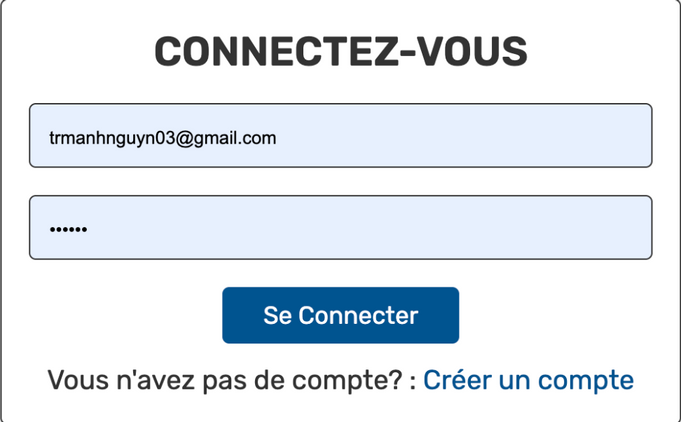 CONNECTEZ-VOUS
trmanhnguyn03@gmail.com
••••••
Se Connecter
Vous n'avez pas de compte? : Créer un compte